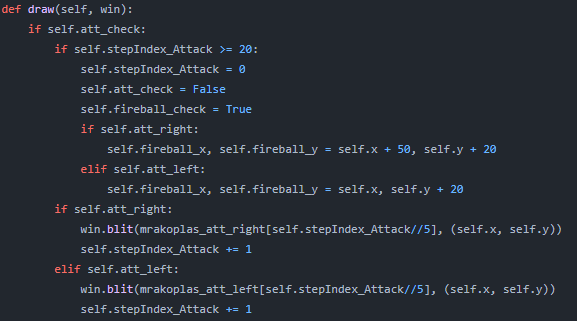 def draw(self, win):
    if self.att_check:
        if self.stepIndex_Attack >= 20:
            self.stepIndex_Attack = 0
            self.att_check = False
            self.fireball_check = True
            if self.att_right:
                self.fireball_x, self.fireball_y = self.x + 50, self.y + 20
            elif self.att_left:
                self.fireball_x, self.fireball_y = self.x, self.y + 20
        if self.att_right:
            win.blit(mrakoplas_att_right[self.stepIndex_Attack//5], (self.x, self.y))
            self.stepIndex_Attack += 1
        elif self.att_left:
            win.blit(mrakoplas_att_left[self.stepIndex_Attack//5], (self.x, self.y))
            self.stepIndex_Attack += 1